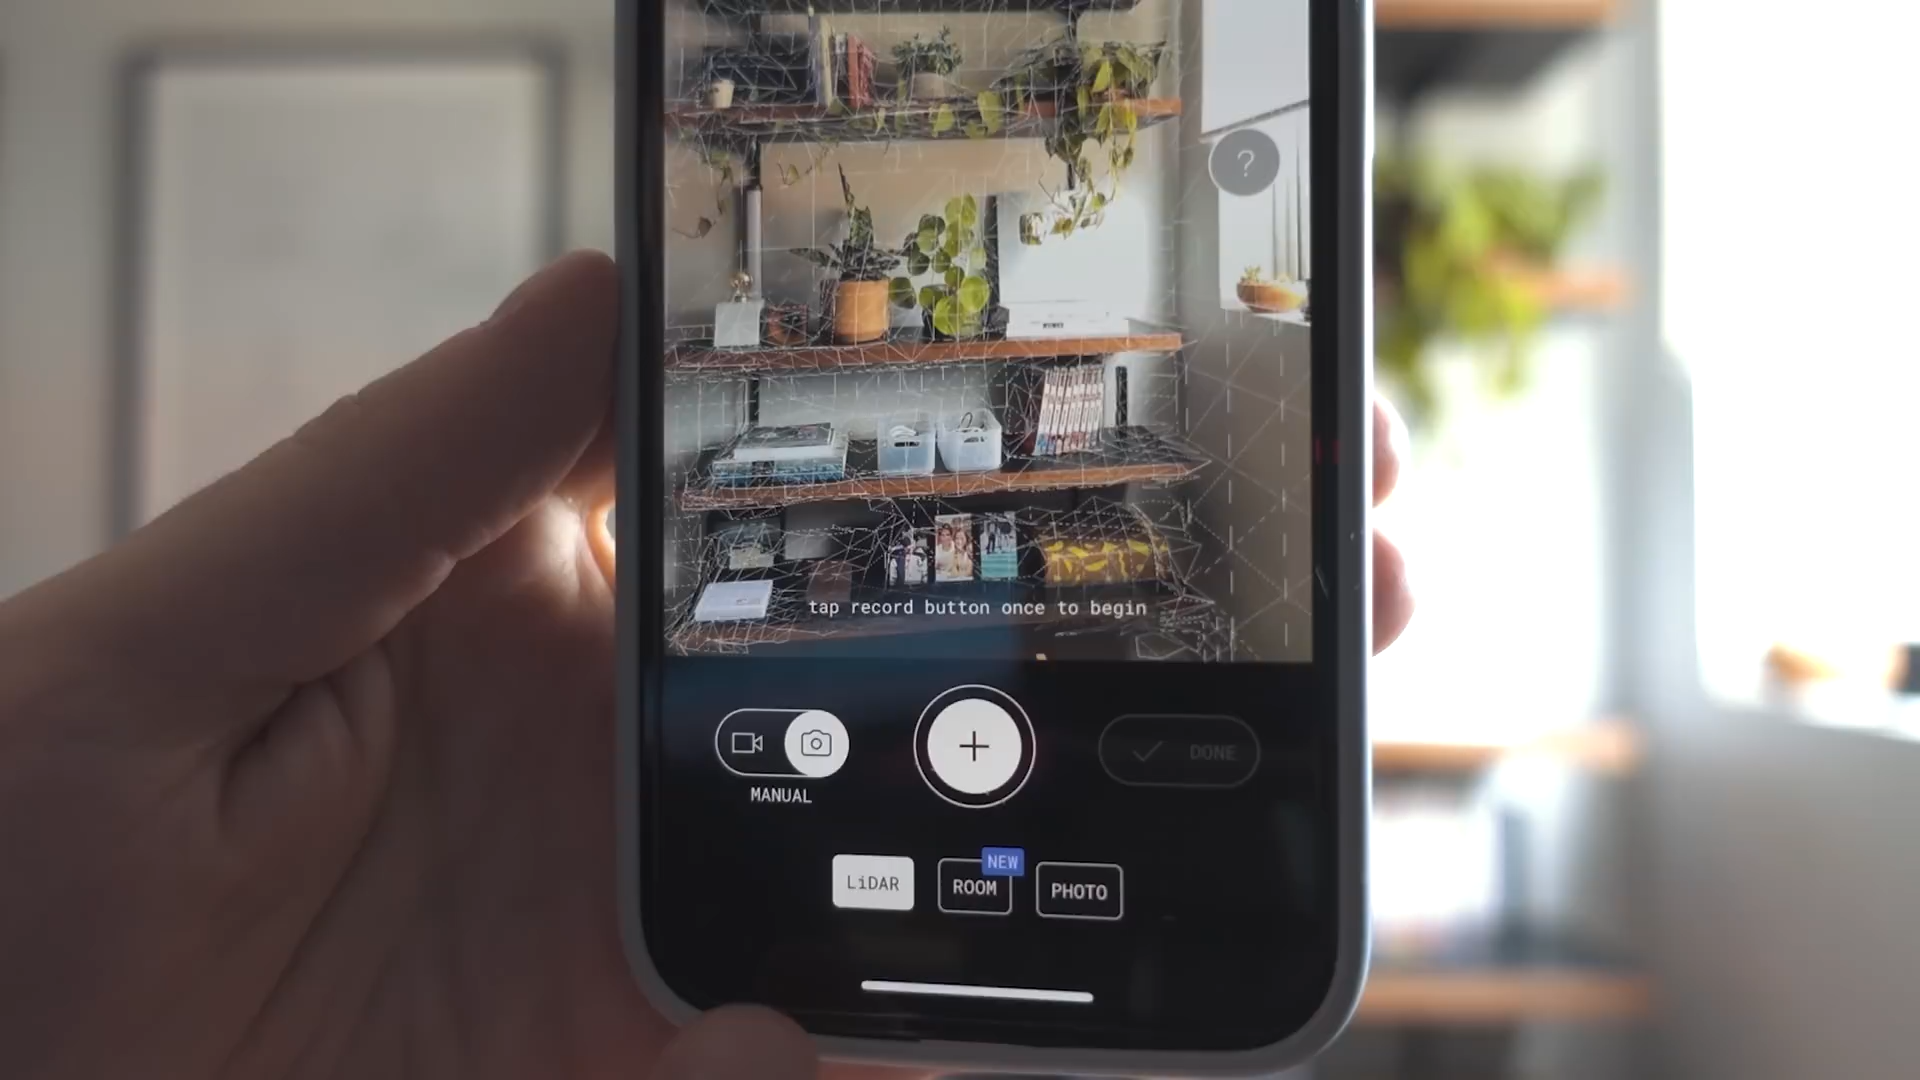 ?
tap record button once to begin
DONE
MANUAL
NEW
LiDAR
ROOM
PHOTO